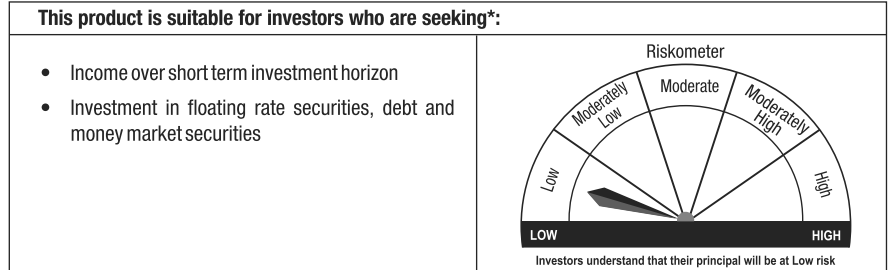 This product is suitable for investors who are seeking*:
• Income over short term investment horizon
• Investment in floating rate securities, debt and
money market securities
Riskometer
Low
Moderately
Low
Moderate
Moderately
High
High
LOW
HIGH
Investors understand that their principal will be at Low risk